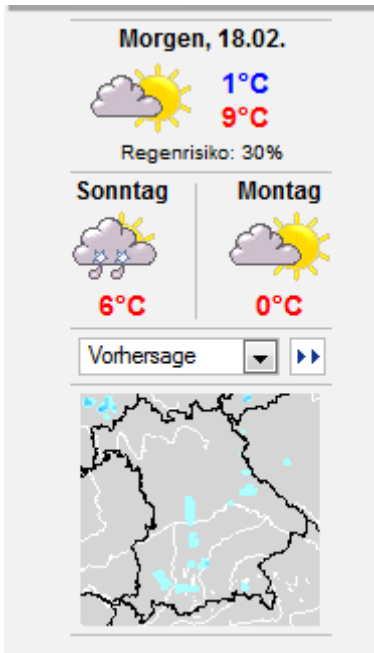 Morgen, 18.02.
1°C
9°C
Regenrisiko: 30%
Sonntag Montag
6°C 0°C
Vorhersage